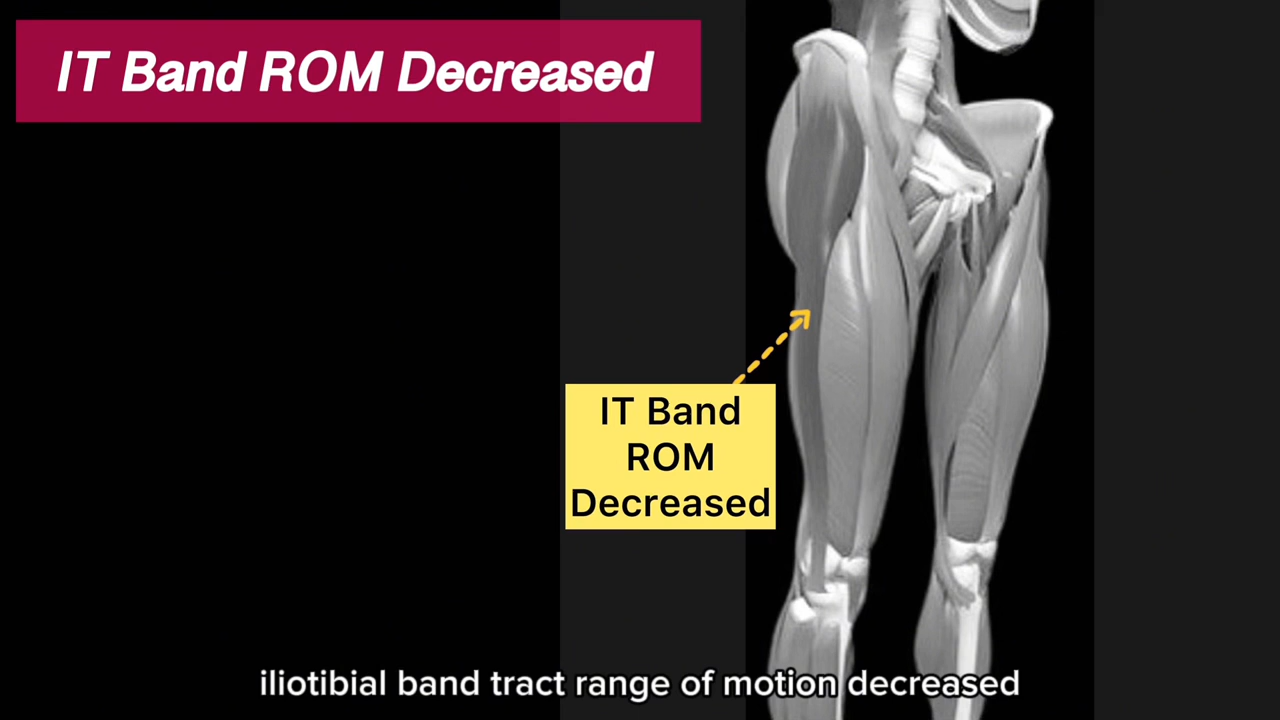 IT Band ROM Decreased
IT Band
ROM
Decreased
iliotibial band tract range of motion decreased